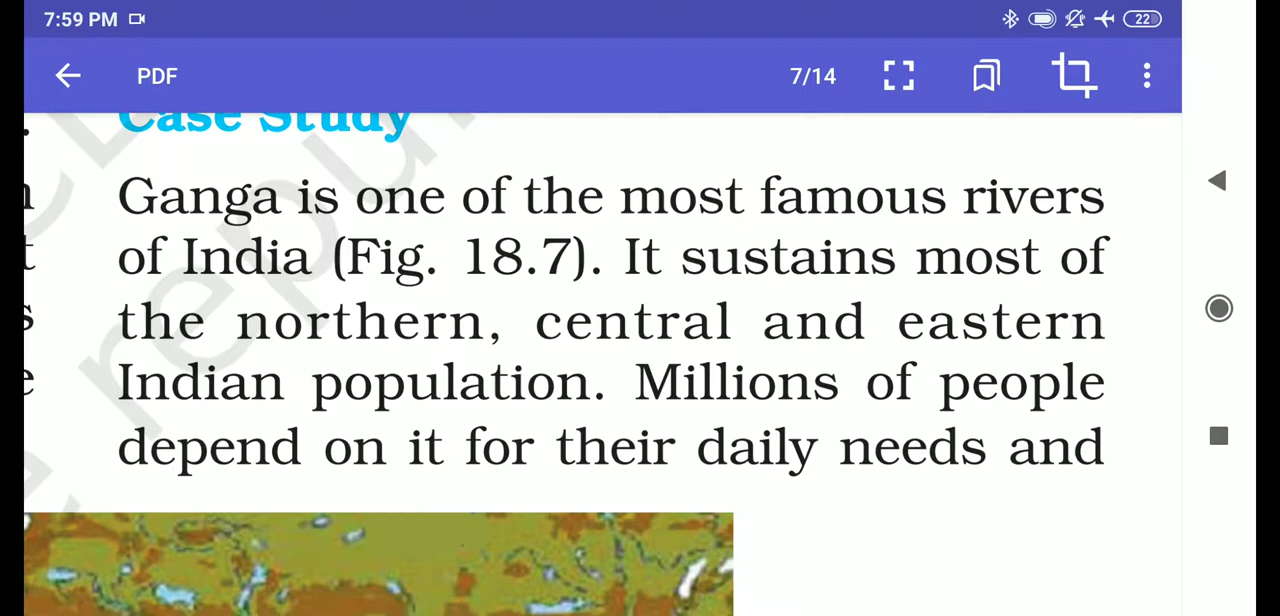 7:59 PM
22
PDF
7/14
Case Study
Ganga is one of the most famous rivers
of India (Fig. 18.7). It sustains most of
the northern, central and eastern
Indian population. Millions of people
depend on it for their daily needs and